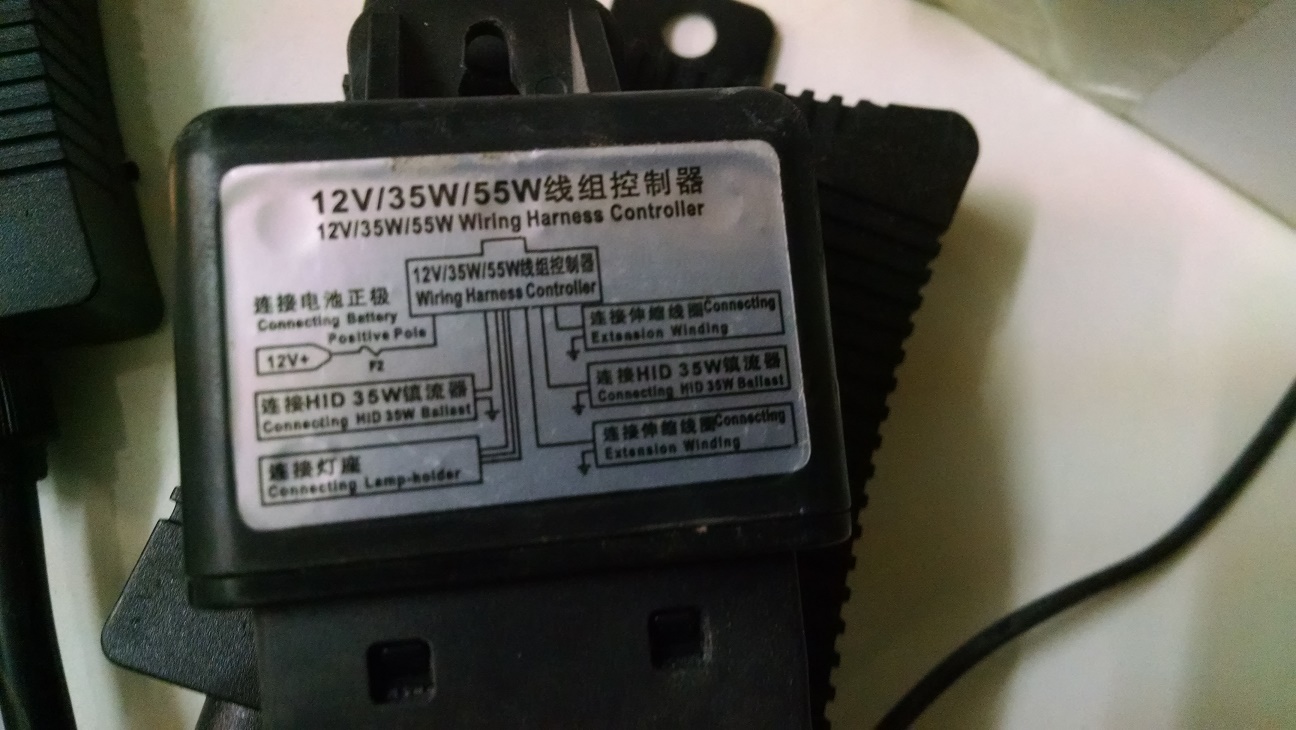 12V/35W/55W线组控制器
12V/35W/55W Wiring Harness Controller
12V/35W/55W线组控制器
Wiring Harness Controller
连接电池正极
Connecting Battery
Positive Pole
12V+
F2
连接HID 35W镇流器
Connecting HID 35W Ballast
连接灯座
Connecting Lamp-holder
连接伸缩线圈Connecting
Extension Winding
连接HID 35W镇流器
Connecting HID 35W Ballast
连接伸缩线圈Connecting
Extension Winding